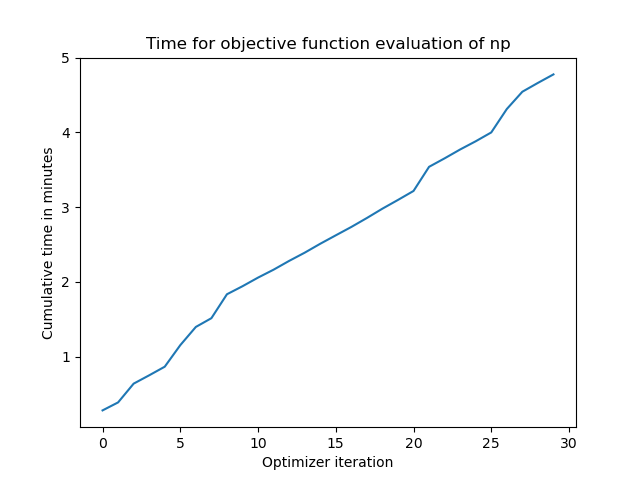 Time for objective function evaluation of np
Cumulative time in minutes
5
4
3
2
1
0 5 10 15 20 25 30
Optimizer iteration